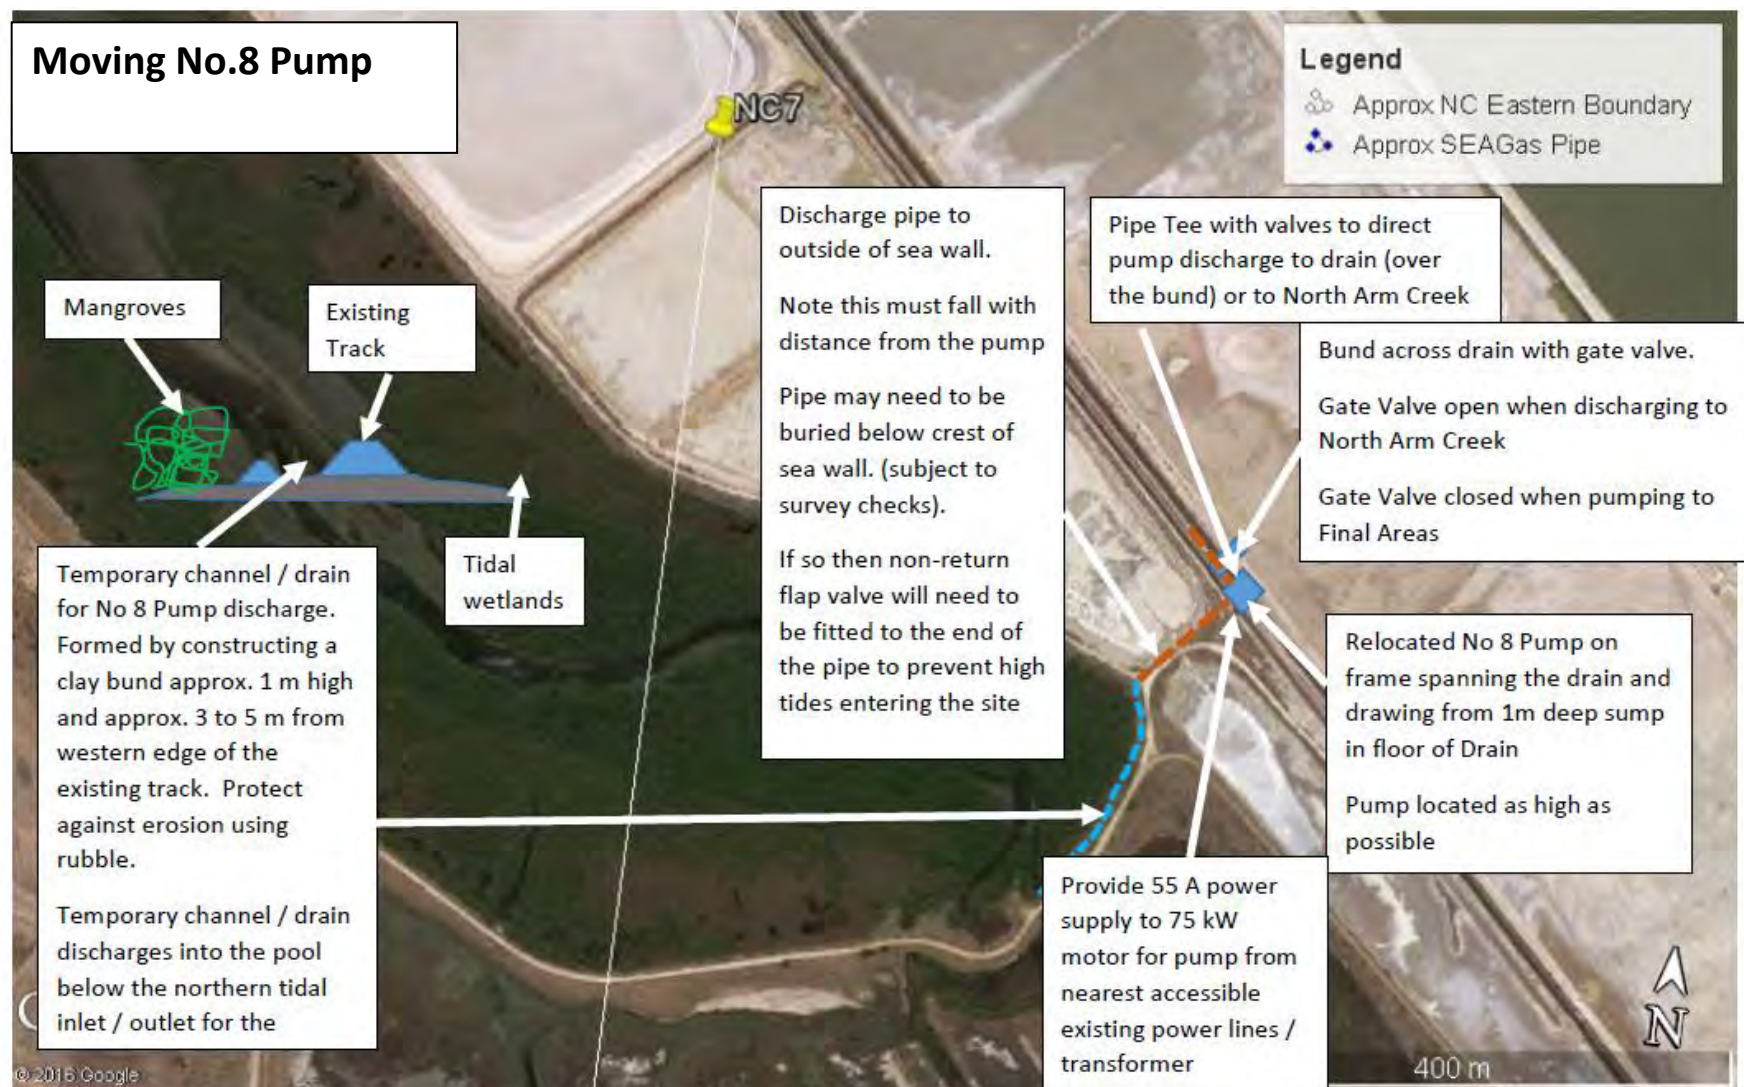 Moving No.8 Pump
NC7
Legend
Approx NC Eastern Boundary
Approx SEAGas Pipe
Mangroves
Existing
Track
Tidal
wetlands
Temporary channel / drain
for No 8 Pump discharge.
Formed by constructing a
clay bund approx. 1 m high
and approx. 3 to 5 m from
western edge of the
existing track.  Protect
against erosion using
rubble.
Temporary channel / drain
discharges into the pool
below the northern tidal
inlet / outlet for the
Discharge pipe to
outside of sea wall.
Note this must fall with
distance from the pump
Pipe may need to be
buried below crest of
sea wall. (subject to
survey checks).
If so then non-return
flap valve will need to
be fitted to the end of
the pipe to prevent high
tides entering the site
Pipe Tee with valves to direct
pump discharge to drain (over
the bund) or to North Arm Creek
Bund across drain with gate valve.
Gate Valve open when discharging to
North Arm Creek
Gate Valve closed when pumping to
Final Areas
Relocated No 8 Pump on
frame spanning the drain and
drawing from 1m deep sump
in floor of Drain
Pump located as high as
possible
Provide 55 A power
supply to 75 kW
motor for pump from
nearest accessible
existing power lines /
transformer
N
400 m
© 2016 Google